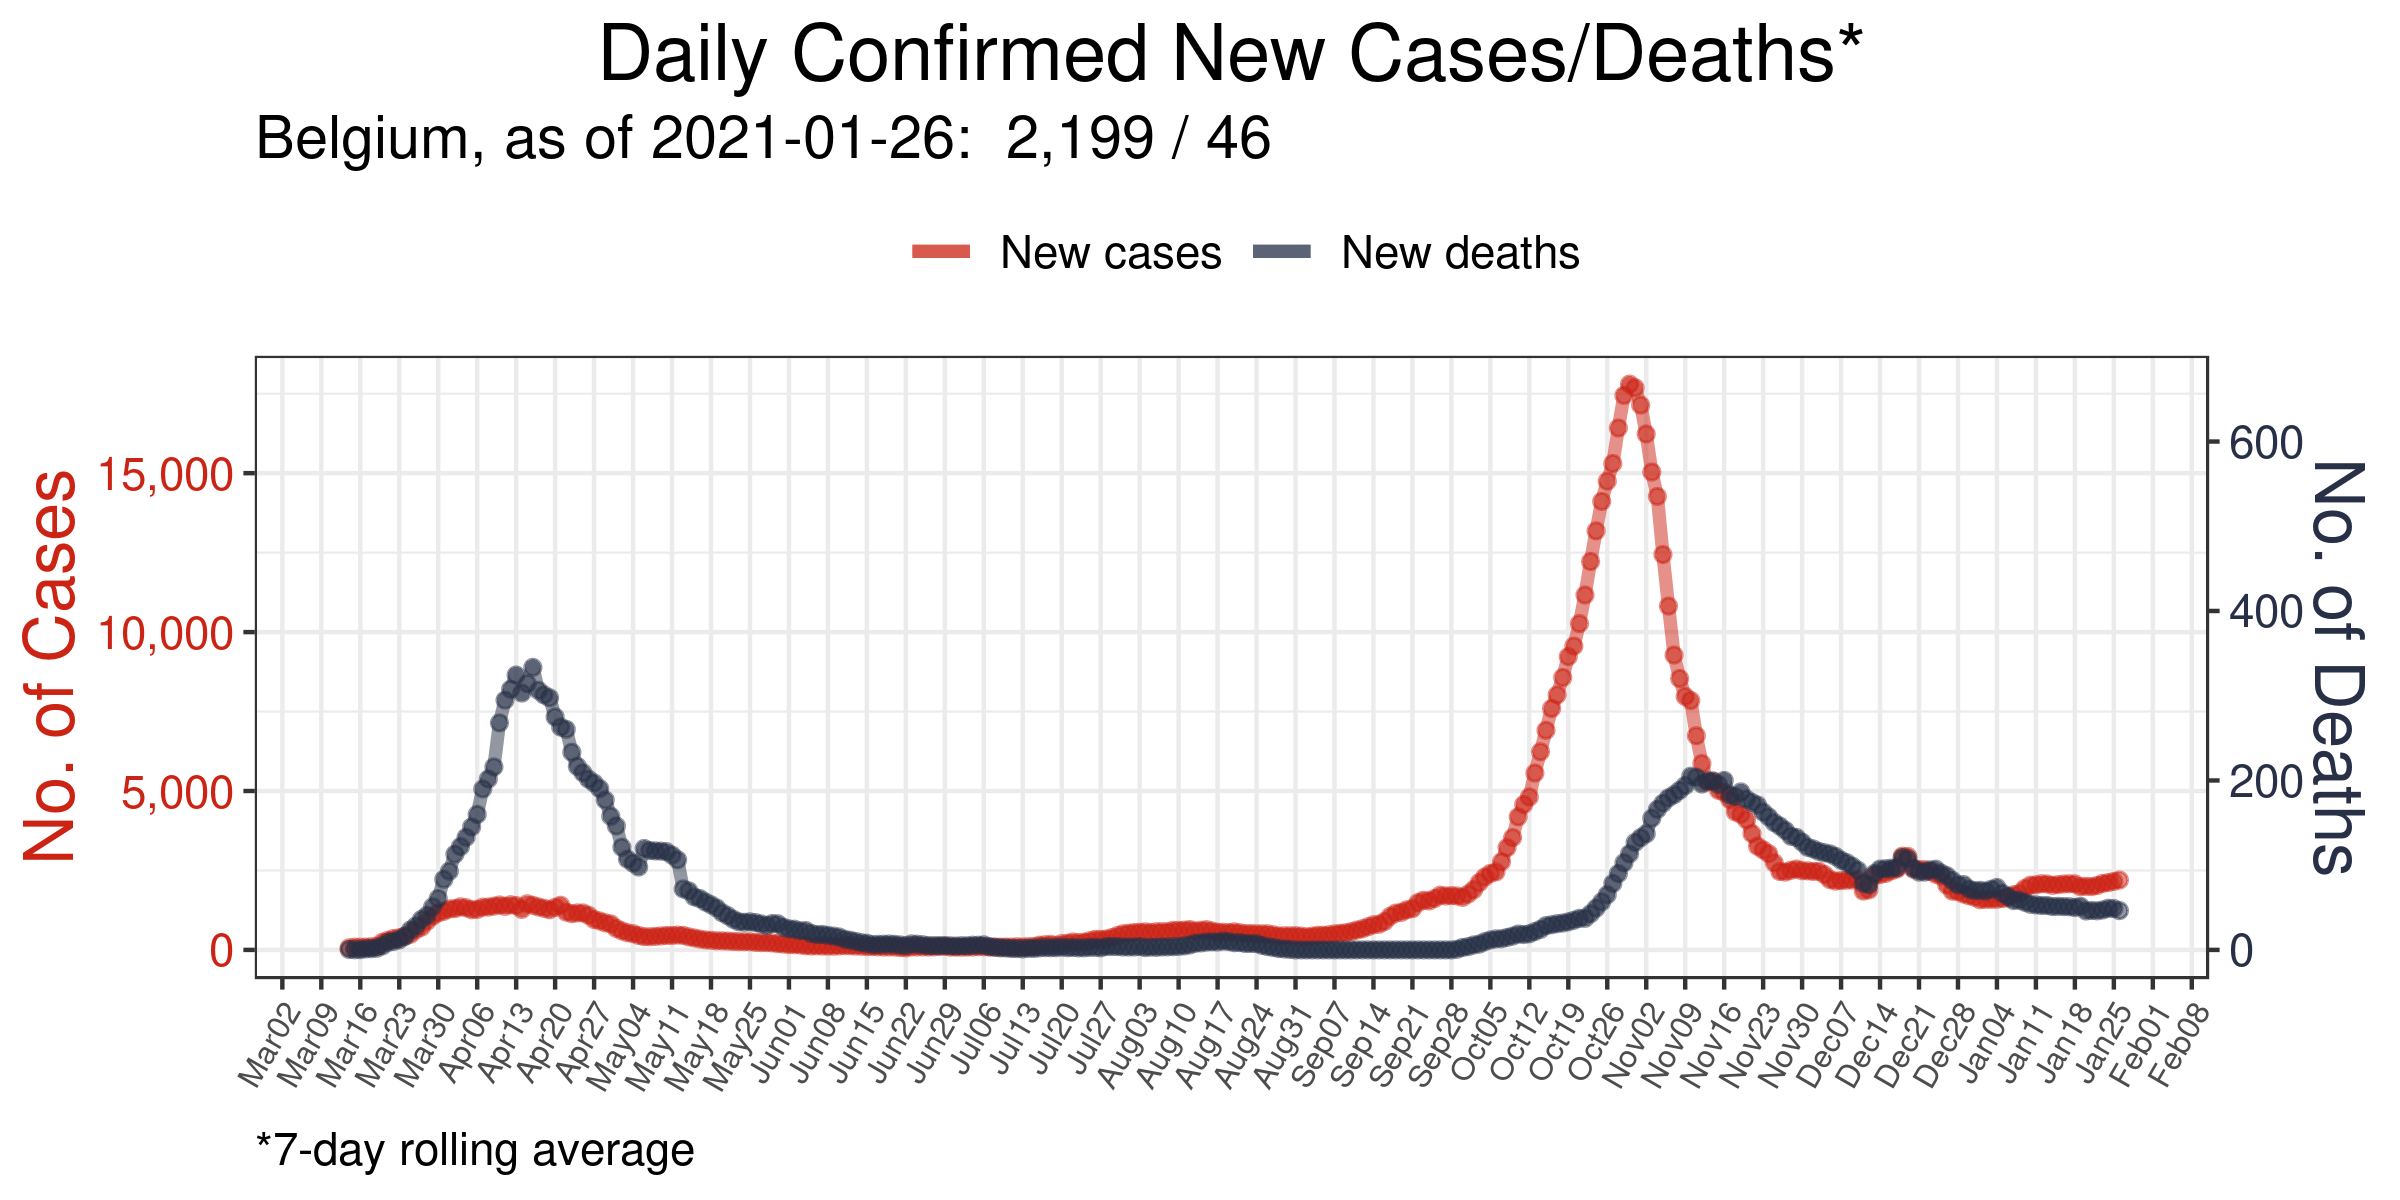 Daily Confirmed New Cases/Deaths*
Belgium, as of 2021-01-26:  2,199 / 46
New cases
New deaths
No. of Cases
15,000
10,000
5,000
0
600
400
200
0
No. of Deaths
Mar02
Mar09
Mar16
Mar23
Mar30
Apr06
Apr13
Apr20
Apr27
May04
May11
May18
May25
Jun01
Jun08
Jun15
Jun22
Jun29
Jul06
Jul13
Jul20
Jul27
Aug03
Aug10
Aug17
Aug24
Aug31
Sep07
Sep14
Sep21
Sep28
Oct05
Oct12
Oct19
Oct26
Nov02
Nov09
Nov16
Nov23
Nov30
Dec07
Dec14
Dec21
Dec28
Jan04
Jan11
Jan18
Jan25
Feb01
Feb08
*7-day rolling average